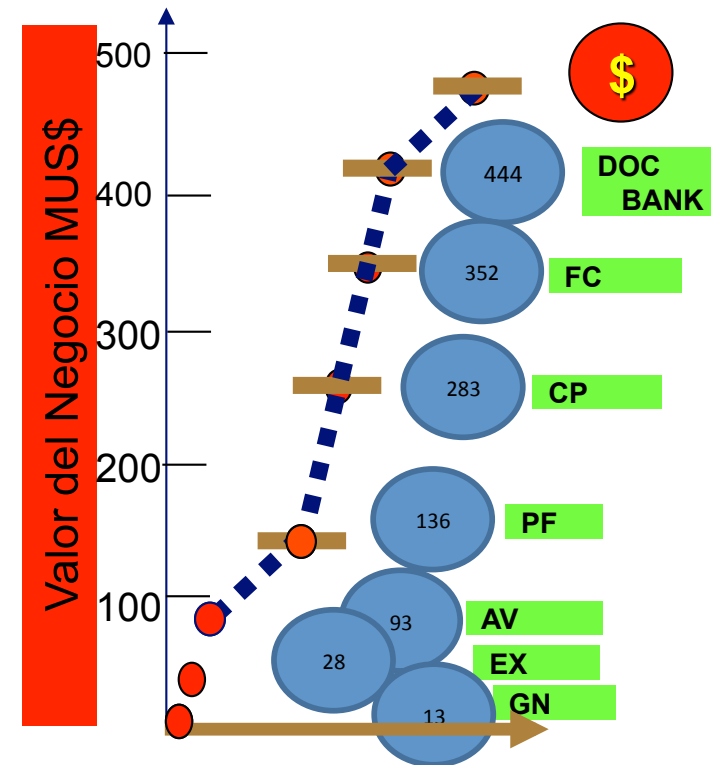 Valor del Negocio MUS$
500
$
400
444
DOC
BANK
352
FC
300
283
CP
200
136
PF
100
93
AV
28
EX
13
GN